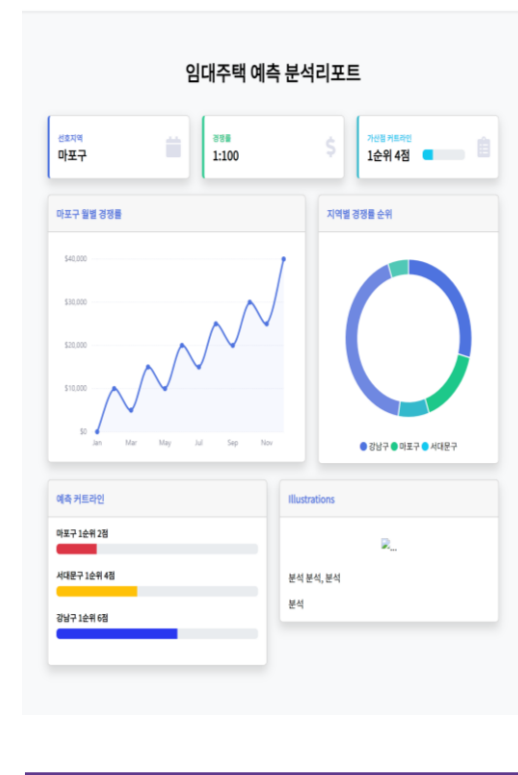 임대주택 예측 분석리포트
선호지역
마포구
경쟁률
1:100
가산점 커트라인
1순위 4점
마포구 월별 경쟁률
지역별 경쟁률 순위
$40,000
$30,000
$20,000
$10,000
$0
Jan Mar May Jul Sep Nov
강남구 마포구 서대문구
예측 커트라인
Illustrations
마포구 1순위 2점
서대문구 1순위 4점
강남구 1순위 6점
...
분석 분석, 분석
분석